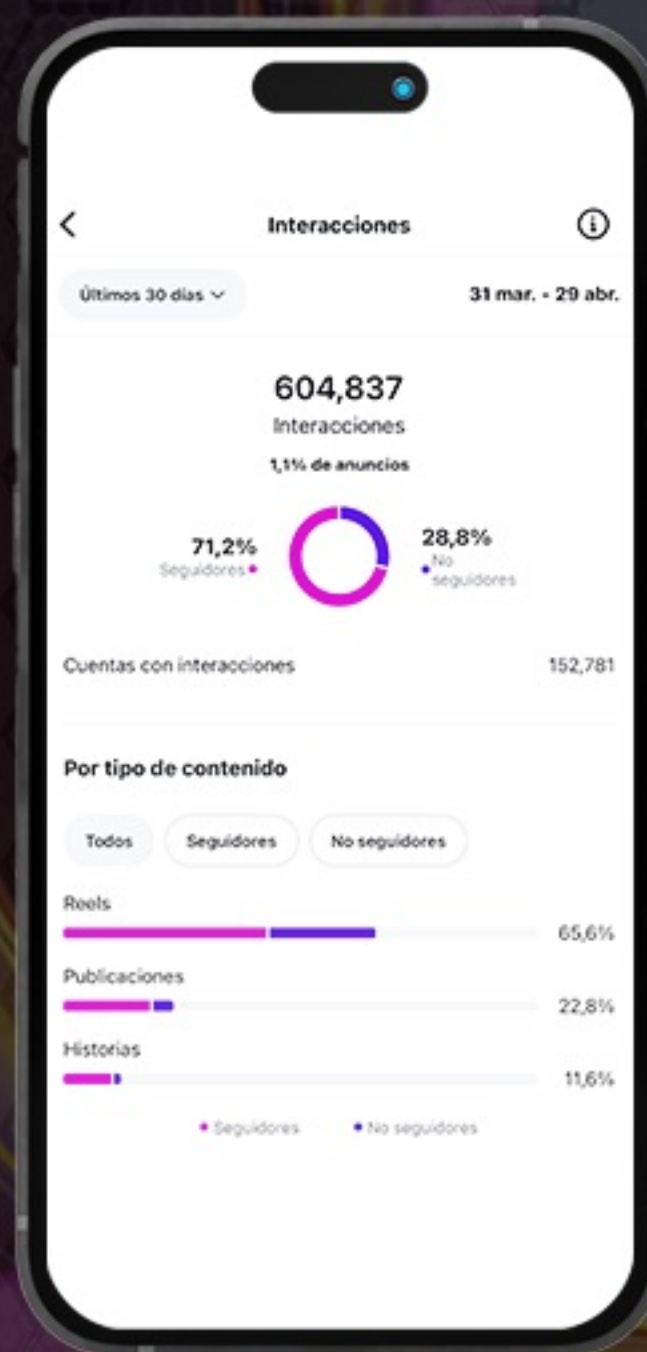 Interacciones
Últimos 30 días
31 mar. - 29 abr.
604,837
Interacciones
1,1% de anuncios
71,2%
Seguidores
28,8%
No
seguidores
Cuentas con interacciones
152,781
Por tipo de contenido
Todos
Seguidores
No seguidores
Reels
65,6%
Publicaciones
22,8%
Historias
11,6%
Seguidores
No seguidores